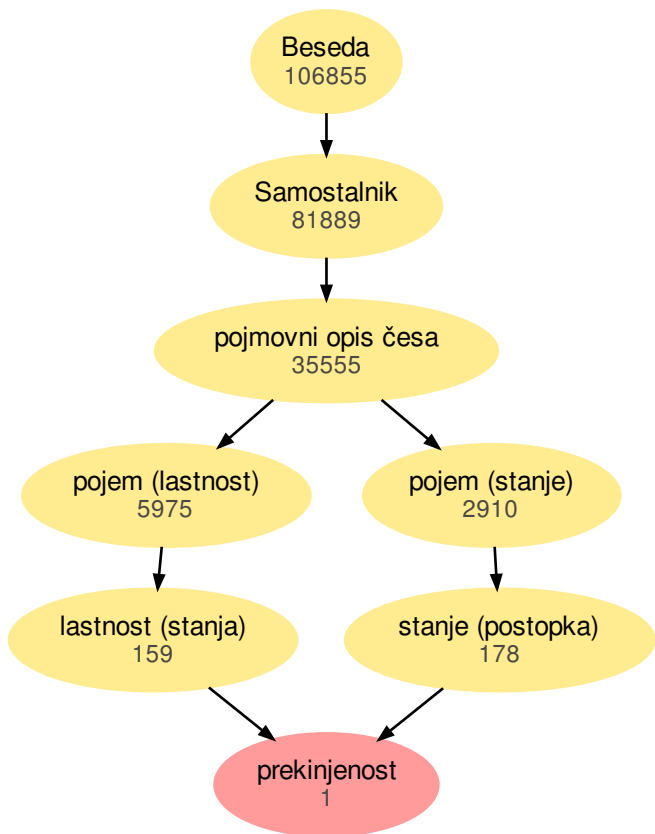 Beseda
106855
Samostalnik
81889
pojmovni opis česa
35555
pojem (lastnost)
5975
pojem (stanje)
2910
lastnost (stanja)
159
stanje (postopka)
178
prekinjenost
1